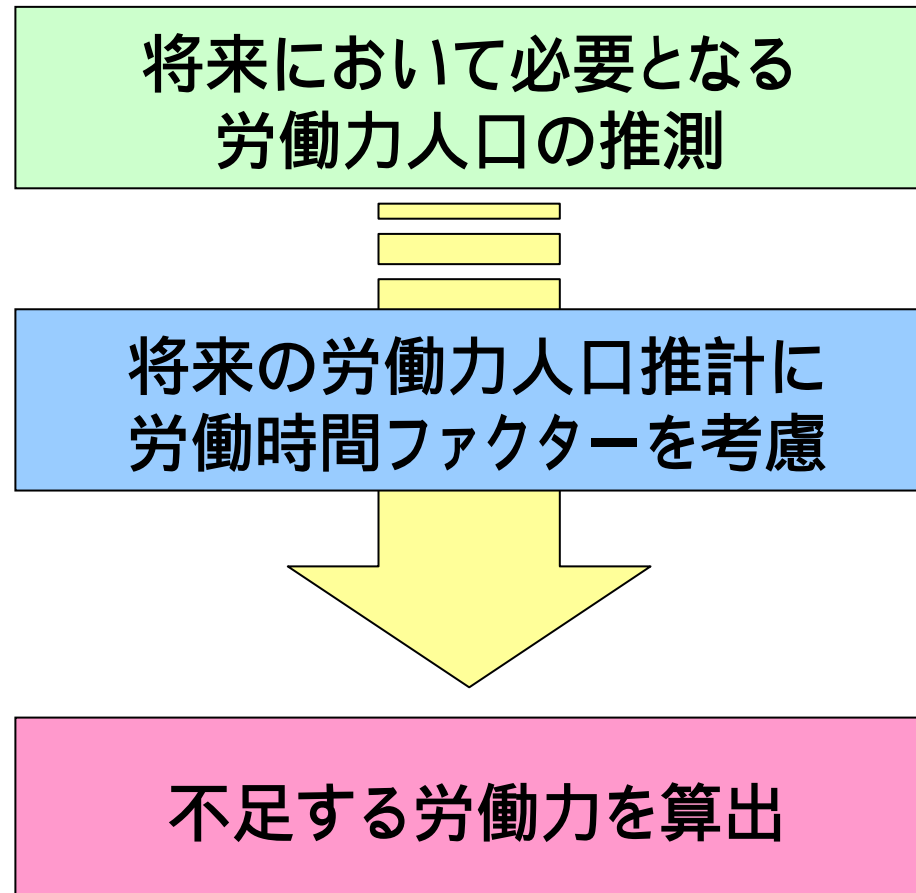 将来において必要となる
労働力人口の推測
将来の労働力人口推計に
労働時間ファクターを考慮
不足する労働力を算出